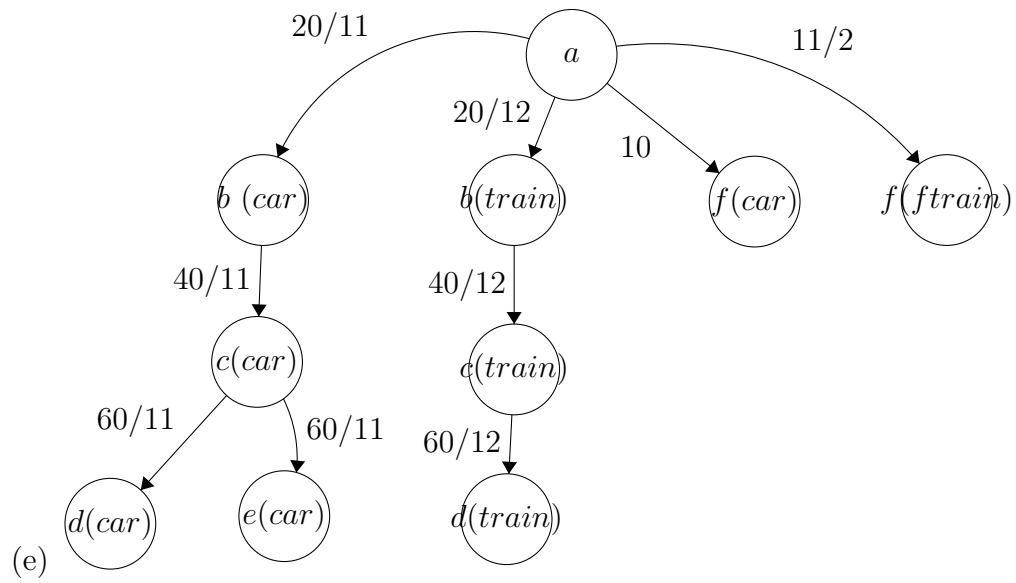 20/11
a
11/2
20/12
10
b (car)
b(train)
f(car)
f(ftrain)
40/11
40/12
c(car)
c(train)
60/11
60/11
60/12
d(car)
e(car)
d(train)
(e)